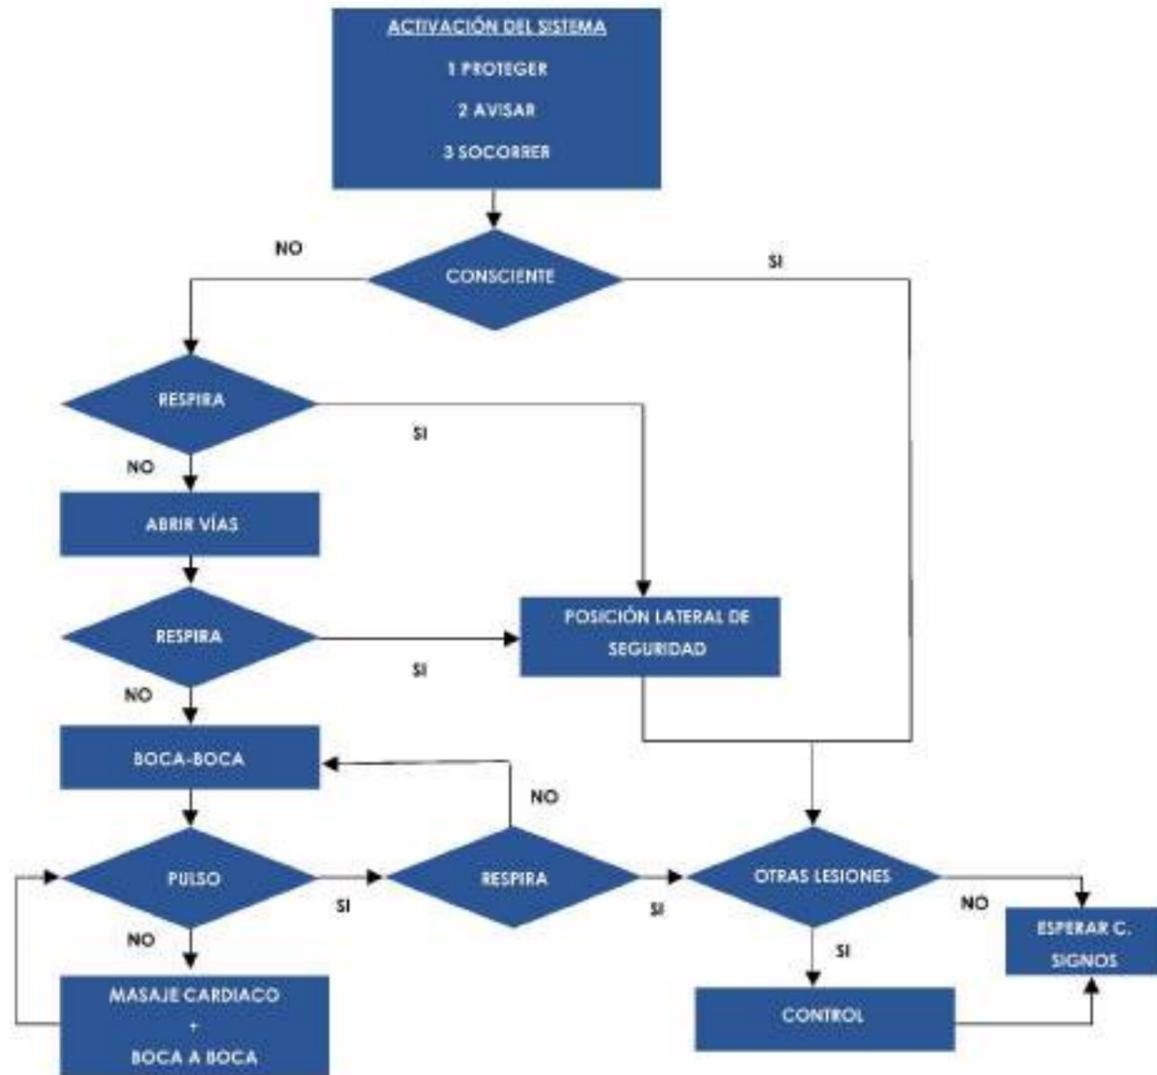 ACTIVACIÓN DEL SISTEMA
1 PROTEGER
2 AVISAR
3 SOCORRER
NO
CONSCIENTE
SI
RESPIRA
SI
NO
ABRIR VÍAS
RESPIRA
SI
NO
POSICIÓN LATERAL DE
SEGURIDAD
BOCA-BOCA
NO
PULSO
SI
RESPIRA
SI
OTRAS LESIONES
NO
NO
SI
ESPERAR C.
SIGNOS
MASAJE CARDIACO
+
BOCA A BOCA
CONTROL